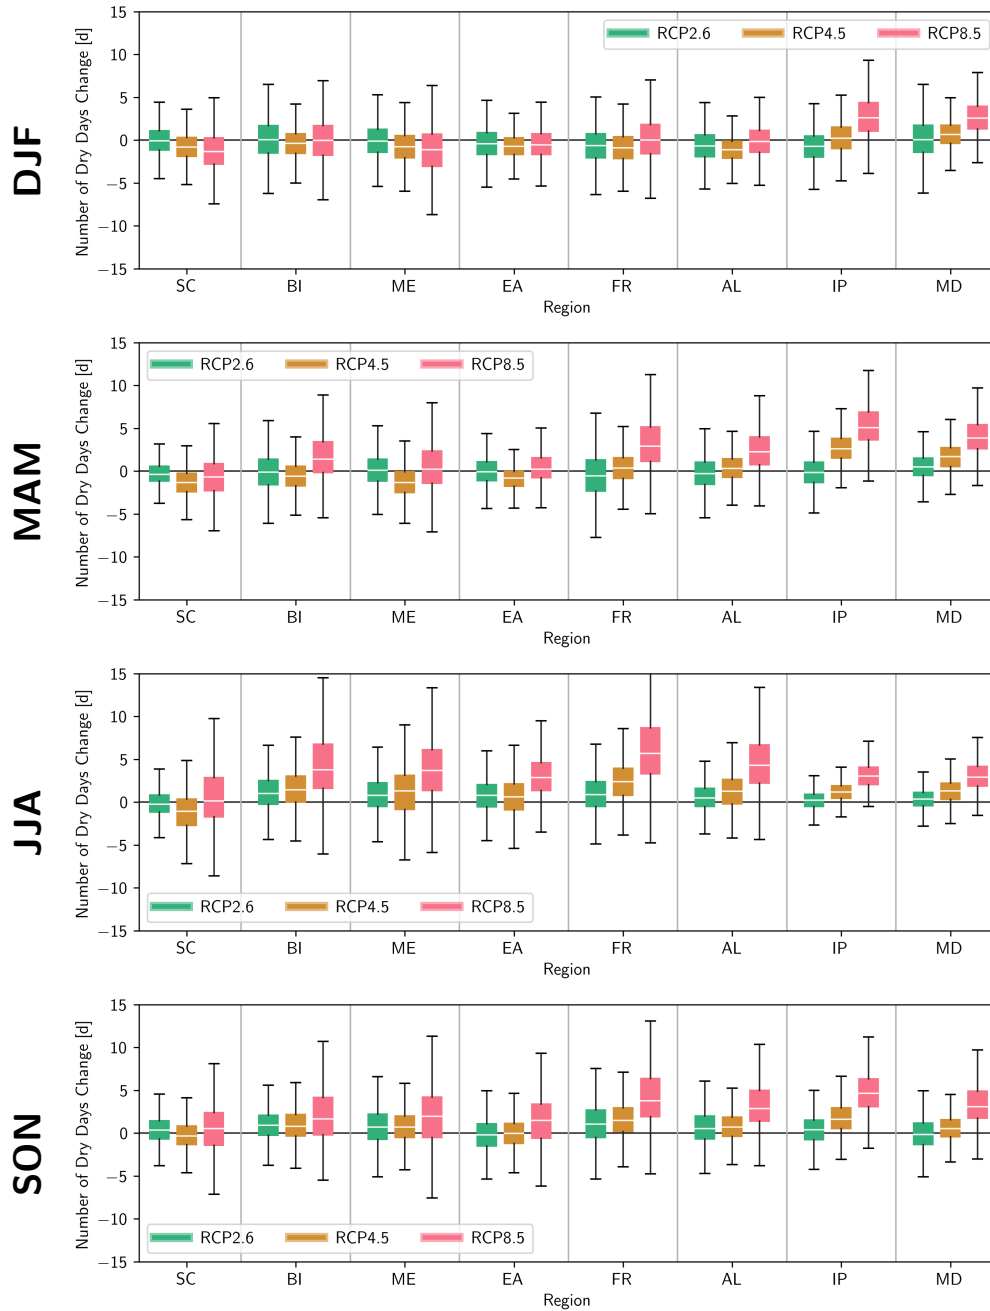 DJF
Number of Dry Days Change [d]
15
10
5
0
−5
−10
−15
RCP2.6 RCP4.5 RCP8.5
SC BI ME EA FR AL IP MD
Region
MAM
Number of Dry Days Change [d]
15
10
5
0
−5
−10
−15
RCP2.6 RCP4.5 RCP8.5
SC BI ME EA FR AL IP MD
Region
JJA
Number of Dry Days Change [d]
15
10
5
0
−5
−10
−15
RCP2.6 RCP4.5 RCP8.5
SC BI ME EA FR AL IP MD
Region
SON
Number of Dry Days Change [d]
15
10
5
0
−5
−10
−15
RCP2.6 RCP4.5 RCP8.5
SC BI ME EA FR AL IP MD
Region